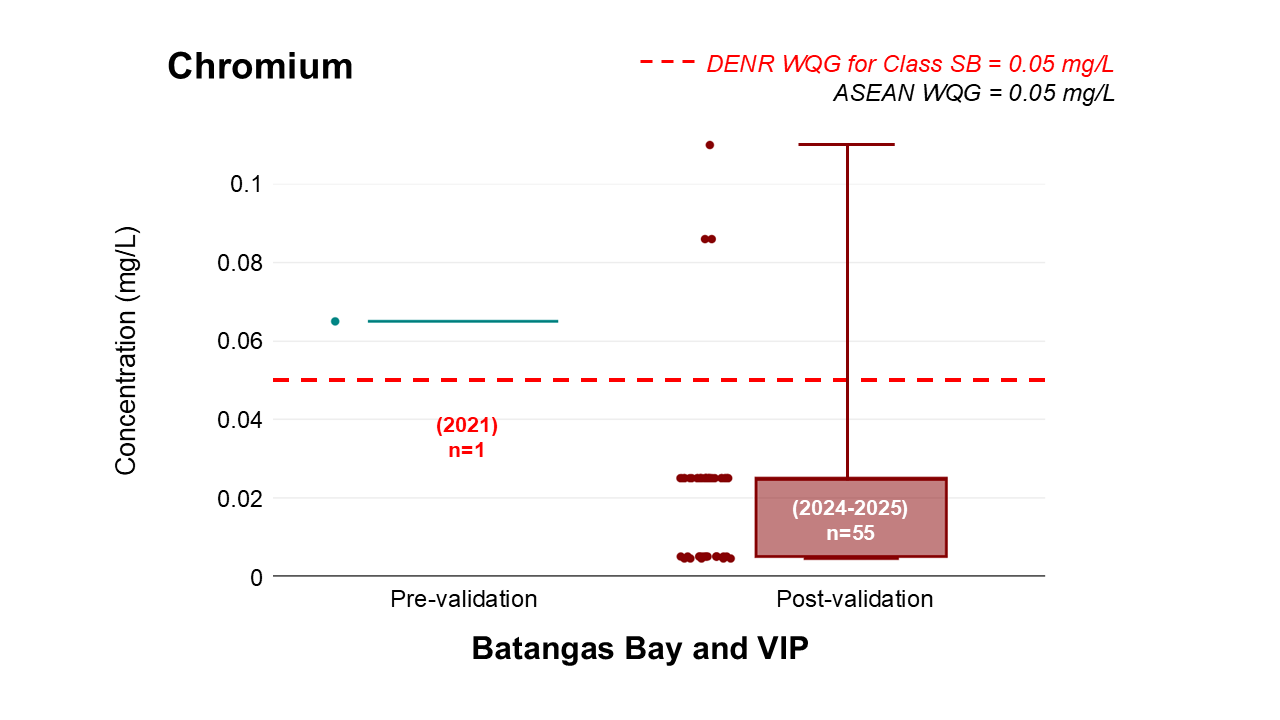 Chromium
DENR WQG for Class SB = 0.05 mg/L
ASEAN WQG = 0.05 mg/L
Concentration (mg/L)
0.1
0.08
0.06
0.04
0.02
0
(2021)
n=1
(2024-2025)
n=55
Pre-validation
Post-validation
Batangas Bay and VIP